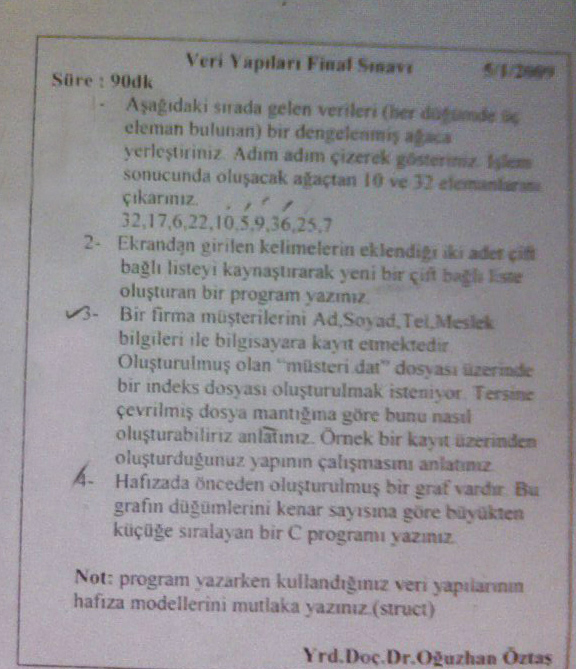 Veri Yapıları Final Sınavı 5/1/2009
Süre : 90dk
1- Aşağıdaki sırada gelen verileri (her düğümde üç
eleman bulunan) bir dengelenmiş ağaca
yerleştiriniz. Adım adım çizerek gösteriniz. İşlem
sonucunda oluşacak ağaçtan 10 ve 32 elemanlarını
çıkarınız.
32,17,6,22,10,5,9,36,25,7
2- Ekrandan girilen kelimelerin eklendiği iki adet çift
bağlı listeyi kaynaştırarak yeni bir çift bağlı liste
oluşturan bir program yazınız.
3- Bir firma müşterilerini Ad,Soyad,Tel,Meslek
bilgileri ile bilgisayara kayıt etmektedir
Oluşturulmuş olan "müsteri.dat" dosyası üzerinde
bir indeks dosyası oluşturulmak isteniyor. Tersine
çevrilmiş dosya mantığına göre bunu nasıl
oluşturabiliriz anlatınız. Örnek bir kayıt üzerinden
oluşturduğunuz yapının çalışmasını anlatınız
4- Hafızada önceden oluşturulmuş bir graf vardır. Bu
grafın düğümlerini kenar sayısına göre büyükten
küçüğe sıralayan bir C programı yazınız.
Not: program yazarken kullandığınız veri yapılarının
hafıza modellerini mutlaka yazınız.(struct)
Yrd.Doç.Dr.Oğuzhan Öztaş